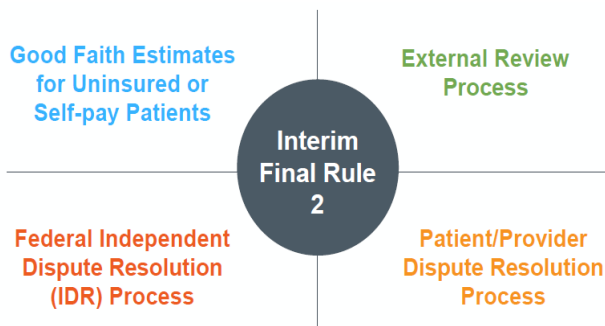 Good Faith Estimates
for Uninsured or
Self-pay Patients
External Review
Process
Interim
Final Rule
2
Federal Independent
Dispute Resolution
(IDR) Process
Patient/Provider
Dispute Resolution
Process